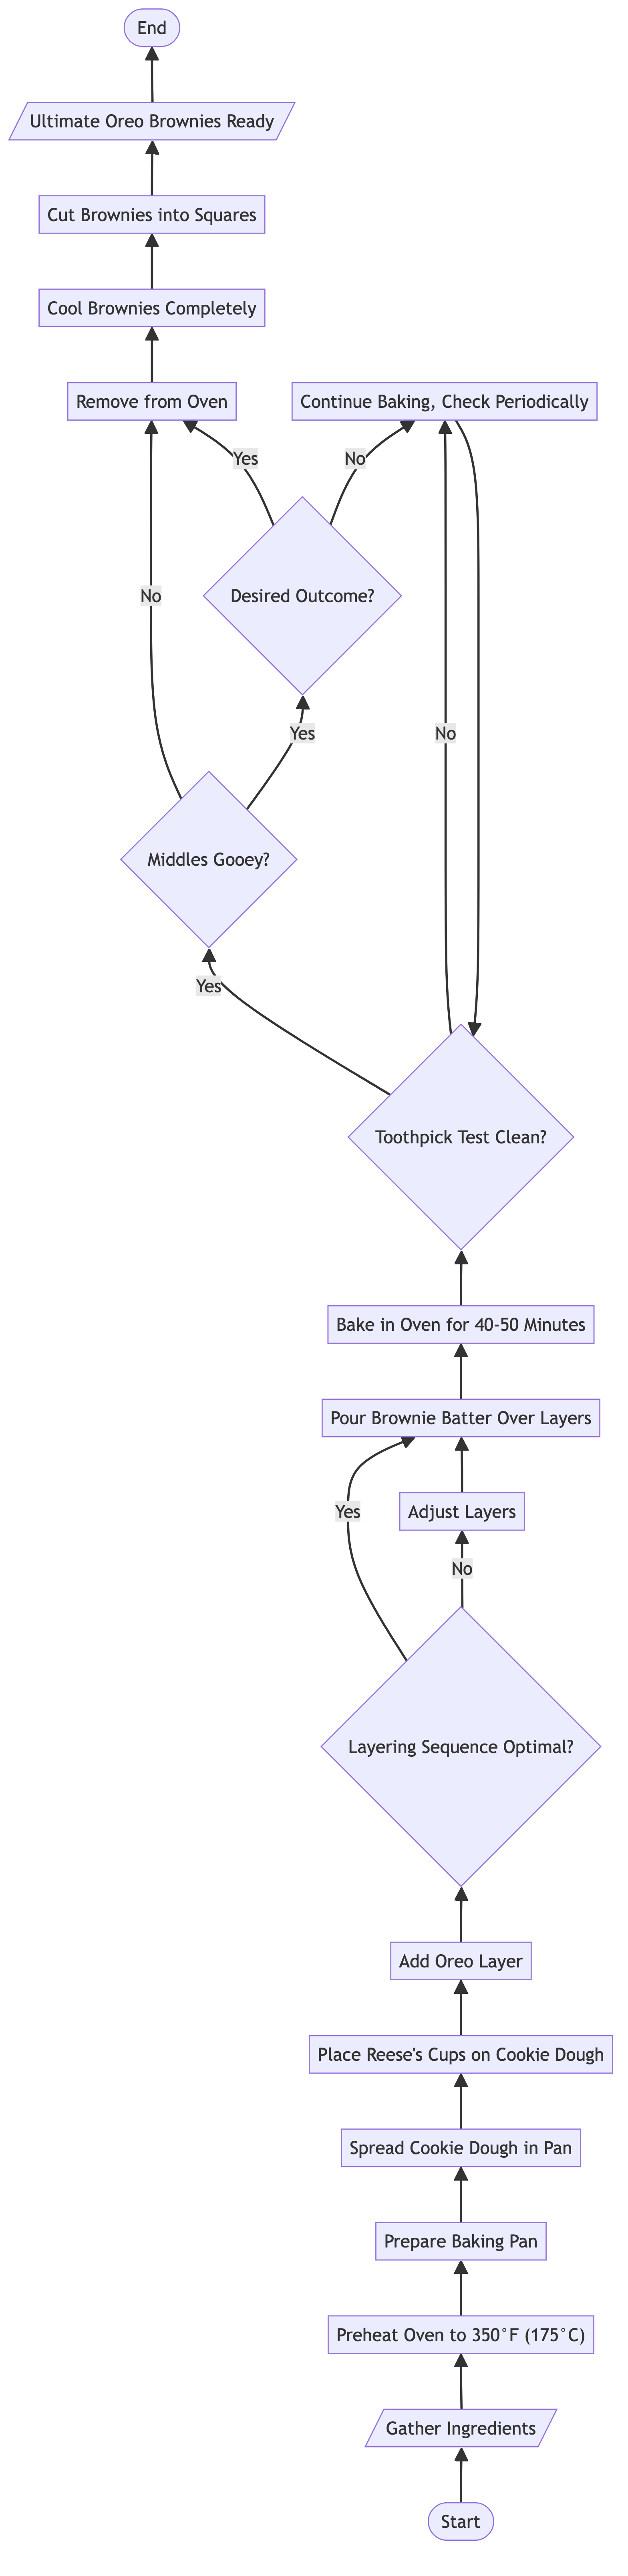 End
Ultimate Oreo Brownies Ready
Cut Brownies into Squares
Cool Brownies Completely
Remove from Oven
Continue Baking, Check Periodically
Yes
No
Desired Outcome?
No
Yes
No
Middles Gooey?
Yes
Toothpick Test Clean?
Bake in Oven for 40-50 Minutes
Pour Brownie Batter Over Layers
Yes
Adjust Layers
No
Layering Sequence Optimal?
Add Oreo Layer
Place Reese's Cups on Cookie Dough
Spread Cookie Dough in Pan
Prepare Baking Pan
Preheat Oven to 350°F (175°C)
Gather Ingredients
Start